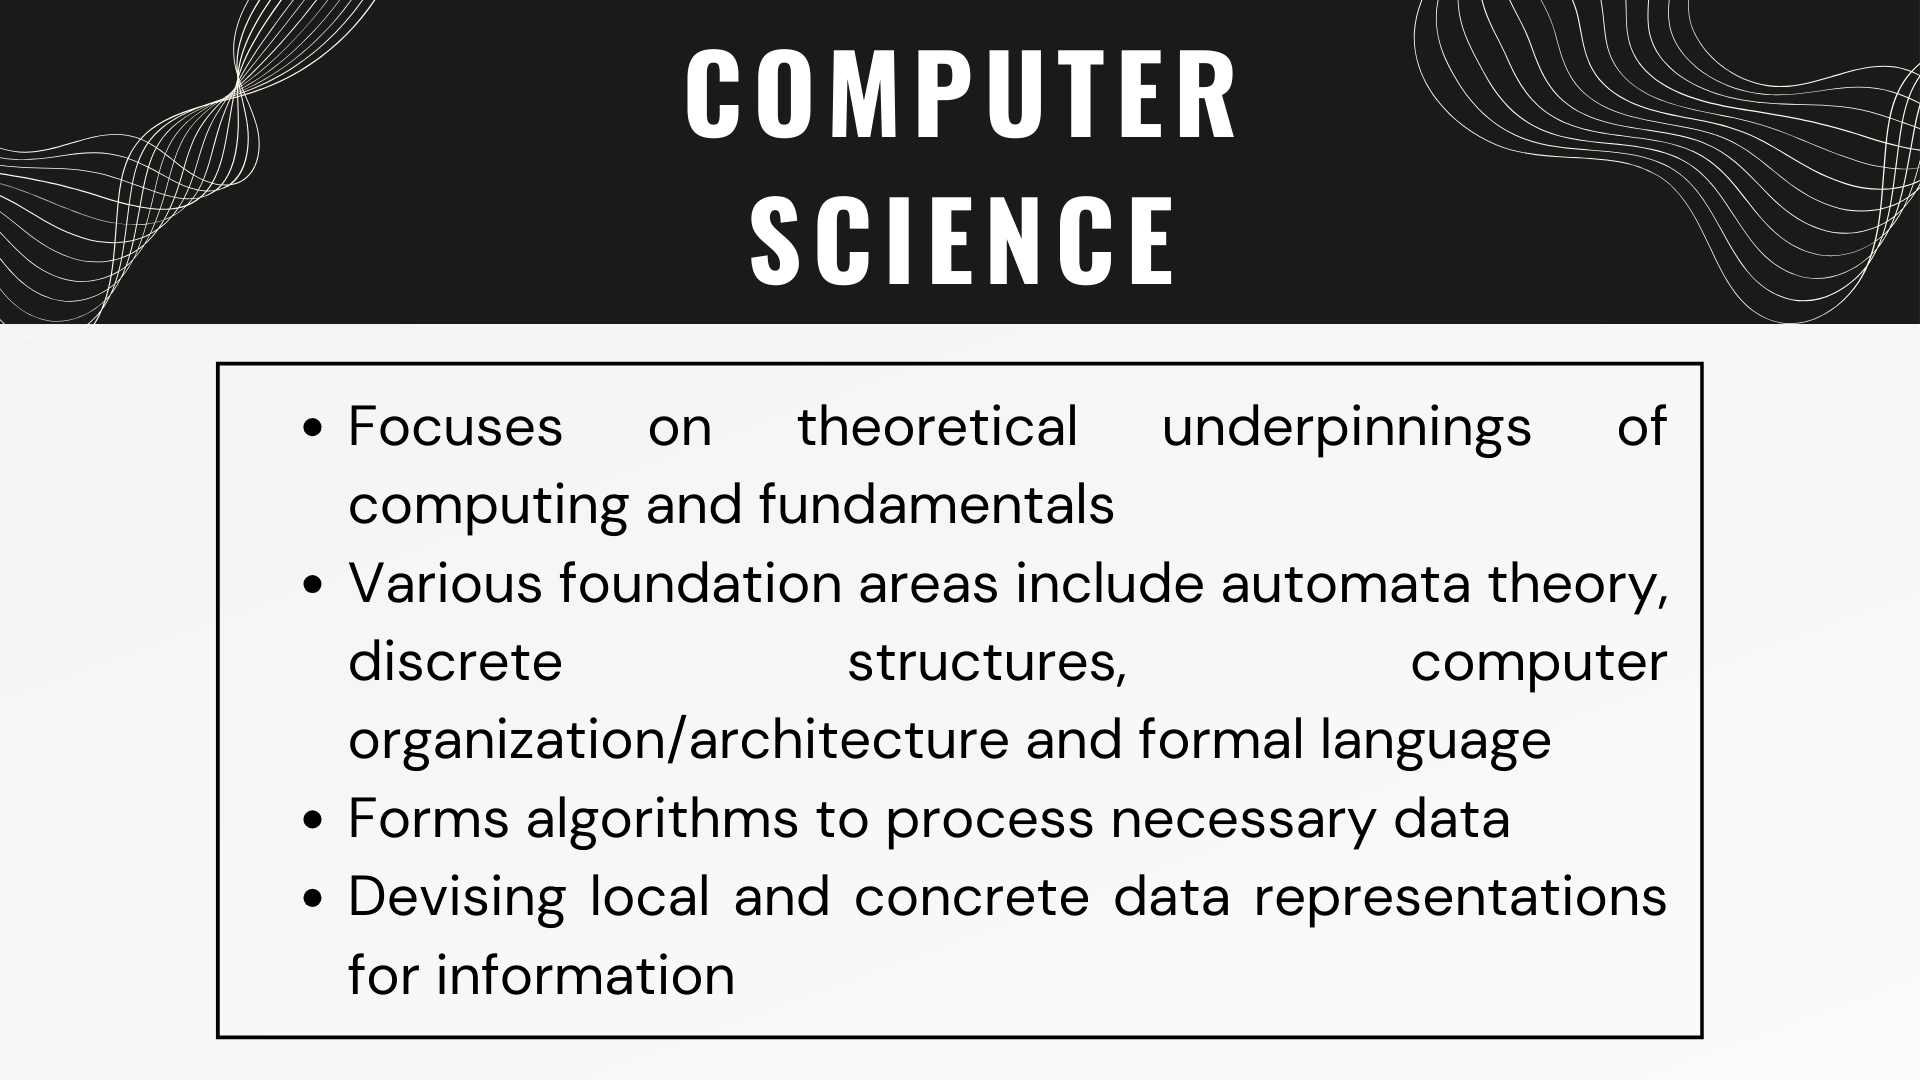 COMPUTER
SCIENCE
• Focuses on theoretical underpinnings of
computing and fundamentals
• Various foundation areas include automata theory,
discrete structures, computer
organization/architecture and formal language
• Forms algorithms to process necessary data
• Devising local and concrete data representations
for information